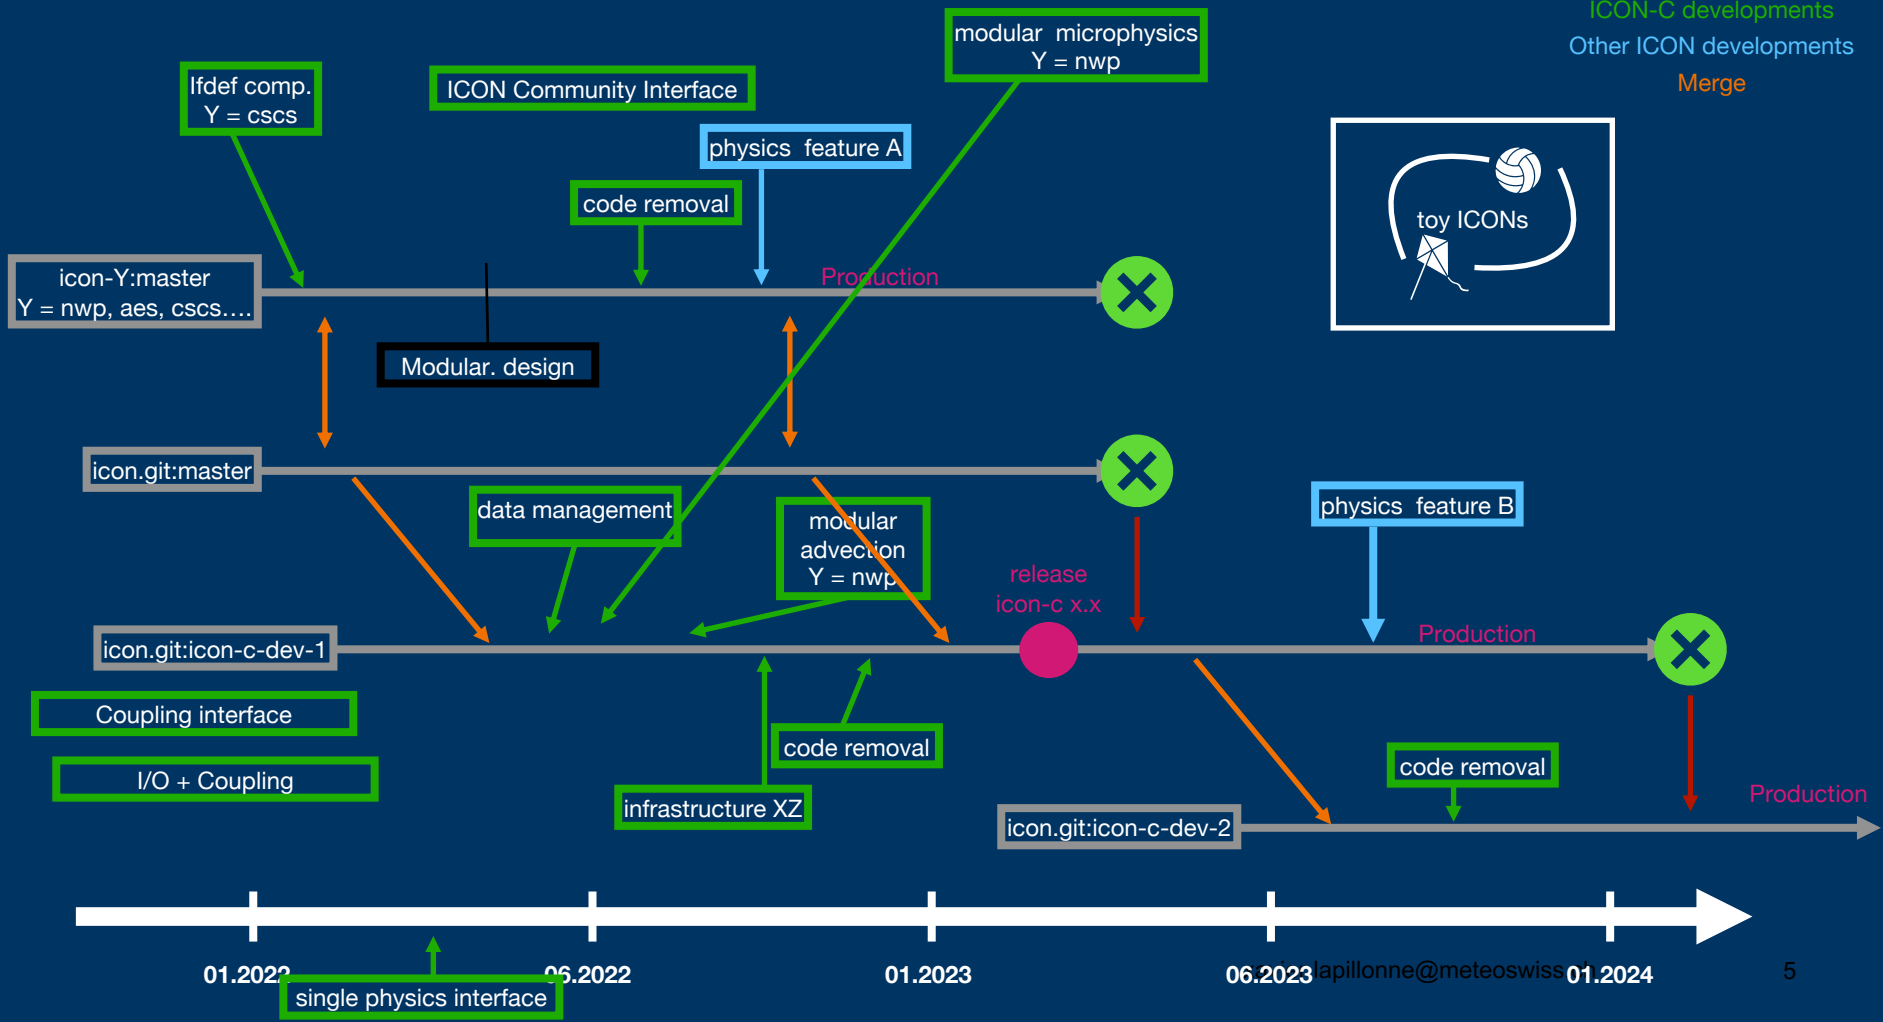 ICON-C developments
Other ICON developments
Merge
modular microphysics
Y = nwp
Ifdef comp.
Y = cscs
ICON Community Interface
physics feature A
code removal
toy ICONs
icon-Y:master
Y = nwp, aes, cscs….
Production
Modular. design
icon.git:master
data management
modular
advection
Y = nwp
physics feature B
release
icon-c x.x
icon.git:icon-c-dev-1
Production
Coupling interface
I/O + Coupling
code removal
infrastructure XZ
code removal
Production
icon.git:icon-c-dev-2
01.2022
06.2022
01.2023
06.2023
lapillonne@meteoswiss
01.2024
5
single physics interface